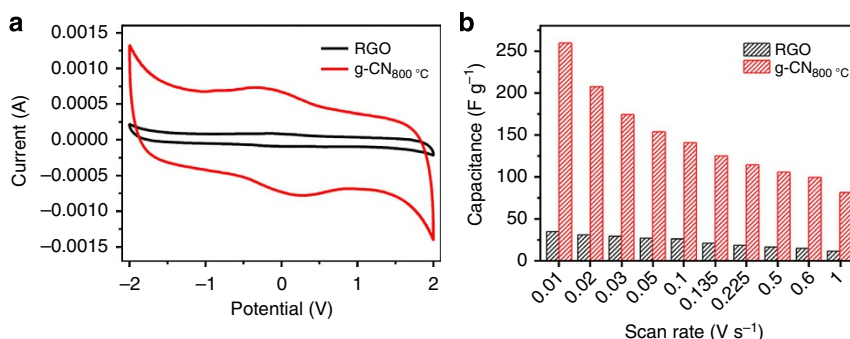 a
0.0015
0.0010
0.0005
0.0000
−0.0005
−0.0010
−0.0015
Current (A)
RGO
g-CN800 °C
−2
−1
0
1
2
Potential (V)
b
250
200
150
100
50
0
Capacitance (F g−1)
RGO
g-CN800 °C
0.01
0.02
0.03
0.05
0.1
0.135
0.225
0.5
0.6
1
Scan rate (V s−1)